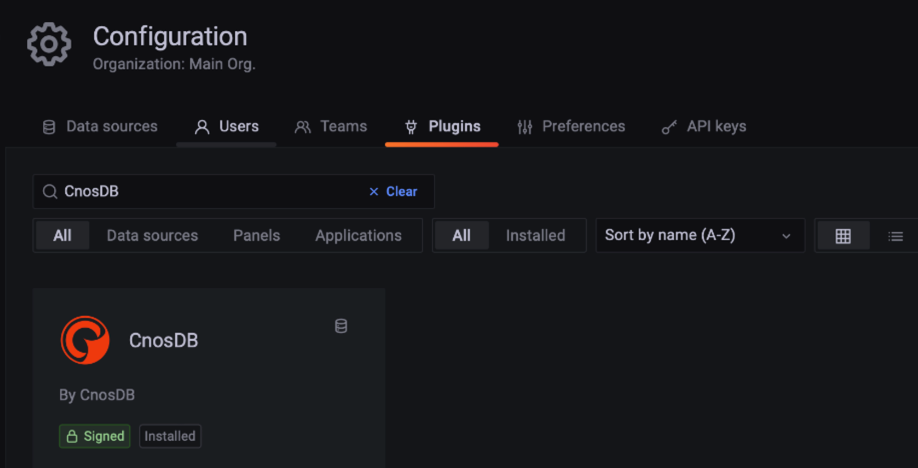 Configuration
Organization: Main Org.
Data sources Users Teams Plugins Preferences API keys
CnosDB Clear
All Data sources Panels Applications All Installed Sort by name (A-Z)
CnosDB
By CnosDB
Signed Installed